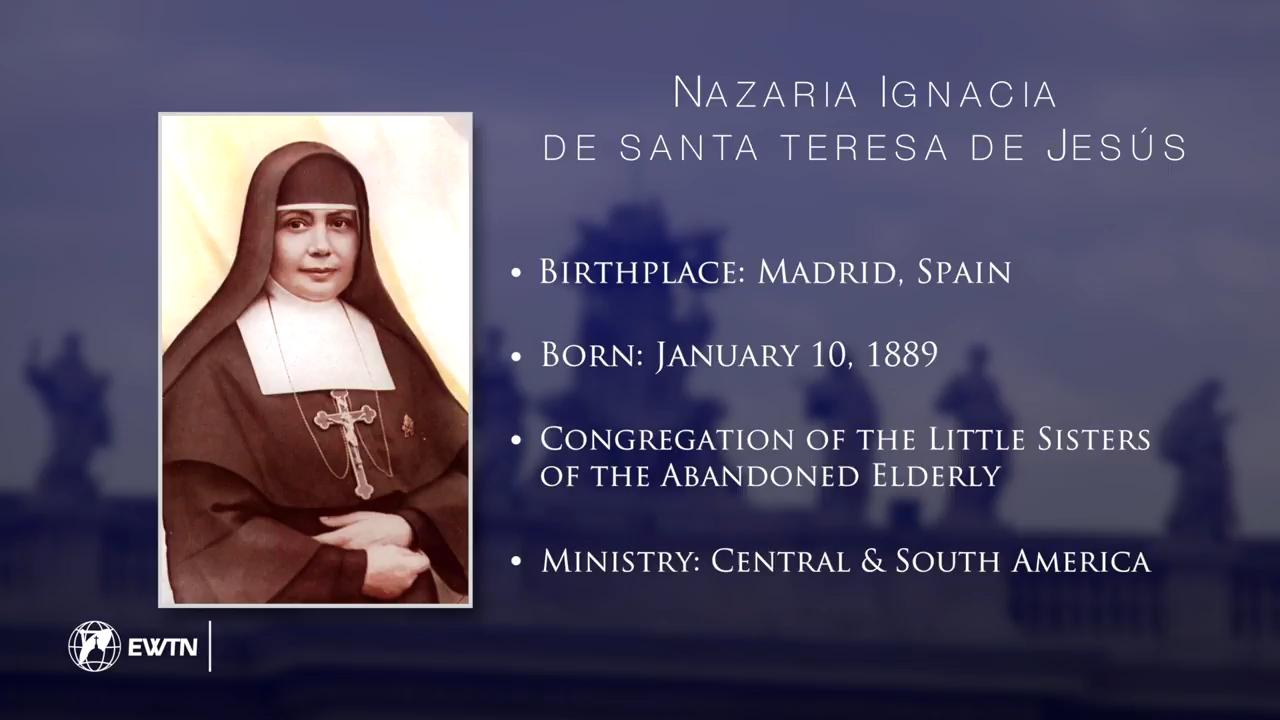 Nazaria Ignacia
de santa teresa de Jesús
• Birthplace: Madrid, Spain
• Born: January 10, 1889
• Congregation of the Little Sisters
of the Abandoned Elderly
• Ministry: Central & South America
EWTN